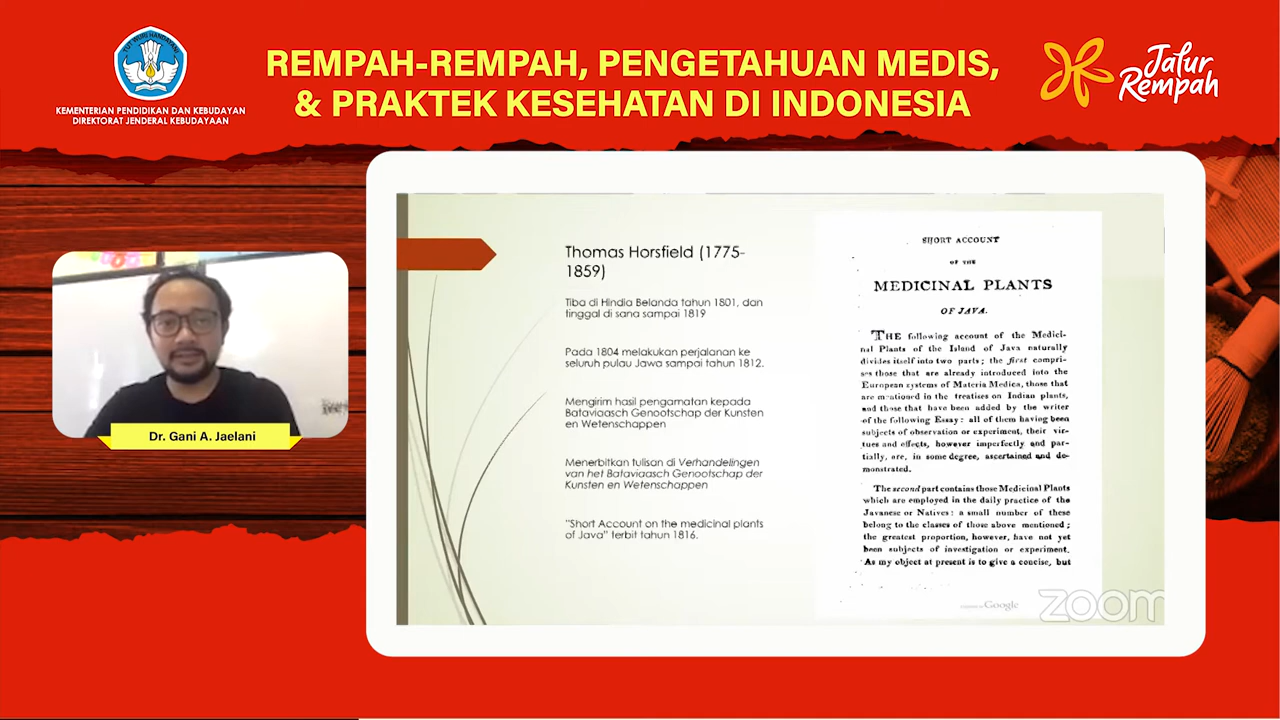 TUT WURI HANDAYANI
KEMENTERIAN PENDIDIKAN DAN KEBUDAYAN
DIREKTORAT JENDERAL KEBUDAYAAN
REMPAH-REMPAH, PENGETAHUAN MEDIS,
& PRAKTEK KESEHATAN DI INDONESIA
Jalur
Rempah
Dr. Gani A. Jaelani
Thomas Horsfield (1775-
1859)
Tiba di Hindia Belanda tahun 1801, dan
tinggal di sana sampai 1819
Pada 1804 melakukan perjalanan ke
seluruh pulau Jawa sampai tahun 1812.
Mengirim hasil pengamatan kepada
Bataviaasch Genootschap der Kunsten
en Wetenschappen
Menerbitkan tulisan di Verhandelingen
van het Bataviaasch Genootschap der
Kunsten en Wetenschappen
"Short Account on the medicinal plants
of Java" terbit tahun 1816.
SHORT ACCOUNT
OF THE
MEDICINAL PLANTS
OF JAVA.
THE following account of the Medici-
nal Plants of the Island of Java naturally
divides itself into two parts; the first compri-
ses those that are already introduced into the
European systems of Materia Medica, those that
are mentioned in the treatises on Indian plants,
and those that have been added by the writer
of the following Essay: all of them having been
subjects of observation or experiment, their vir-
tues and effects, however imperfectly and par-
tially, are, in some degree, ascertained and de-
monstrated.
The second part contains those Medicinal Plants
which are employed in the daily practice of the
Javanese or Natives: a small number of these
belong to the classes of those above mentioned;
the greatest proportion, however, have not yet
been subjects of investigation or experiment.
As my object at present is to give a concise, but
Google
zoom